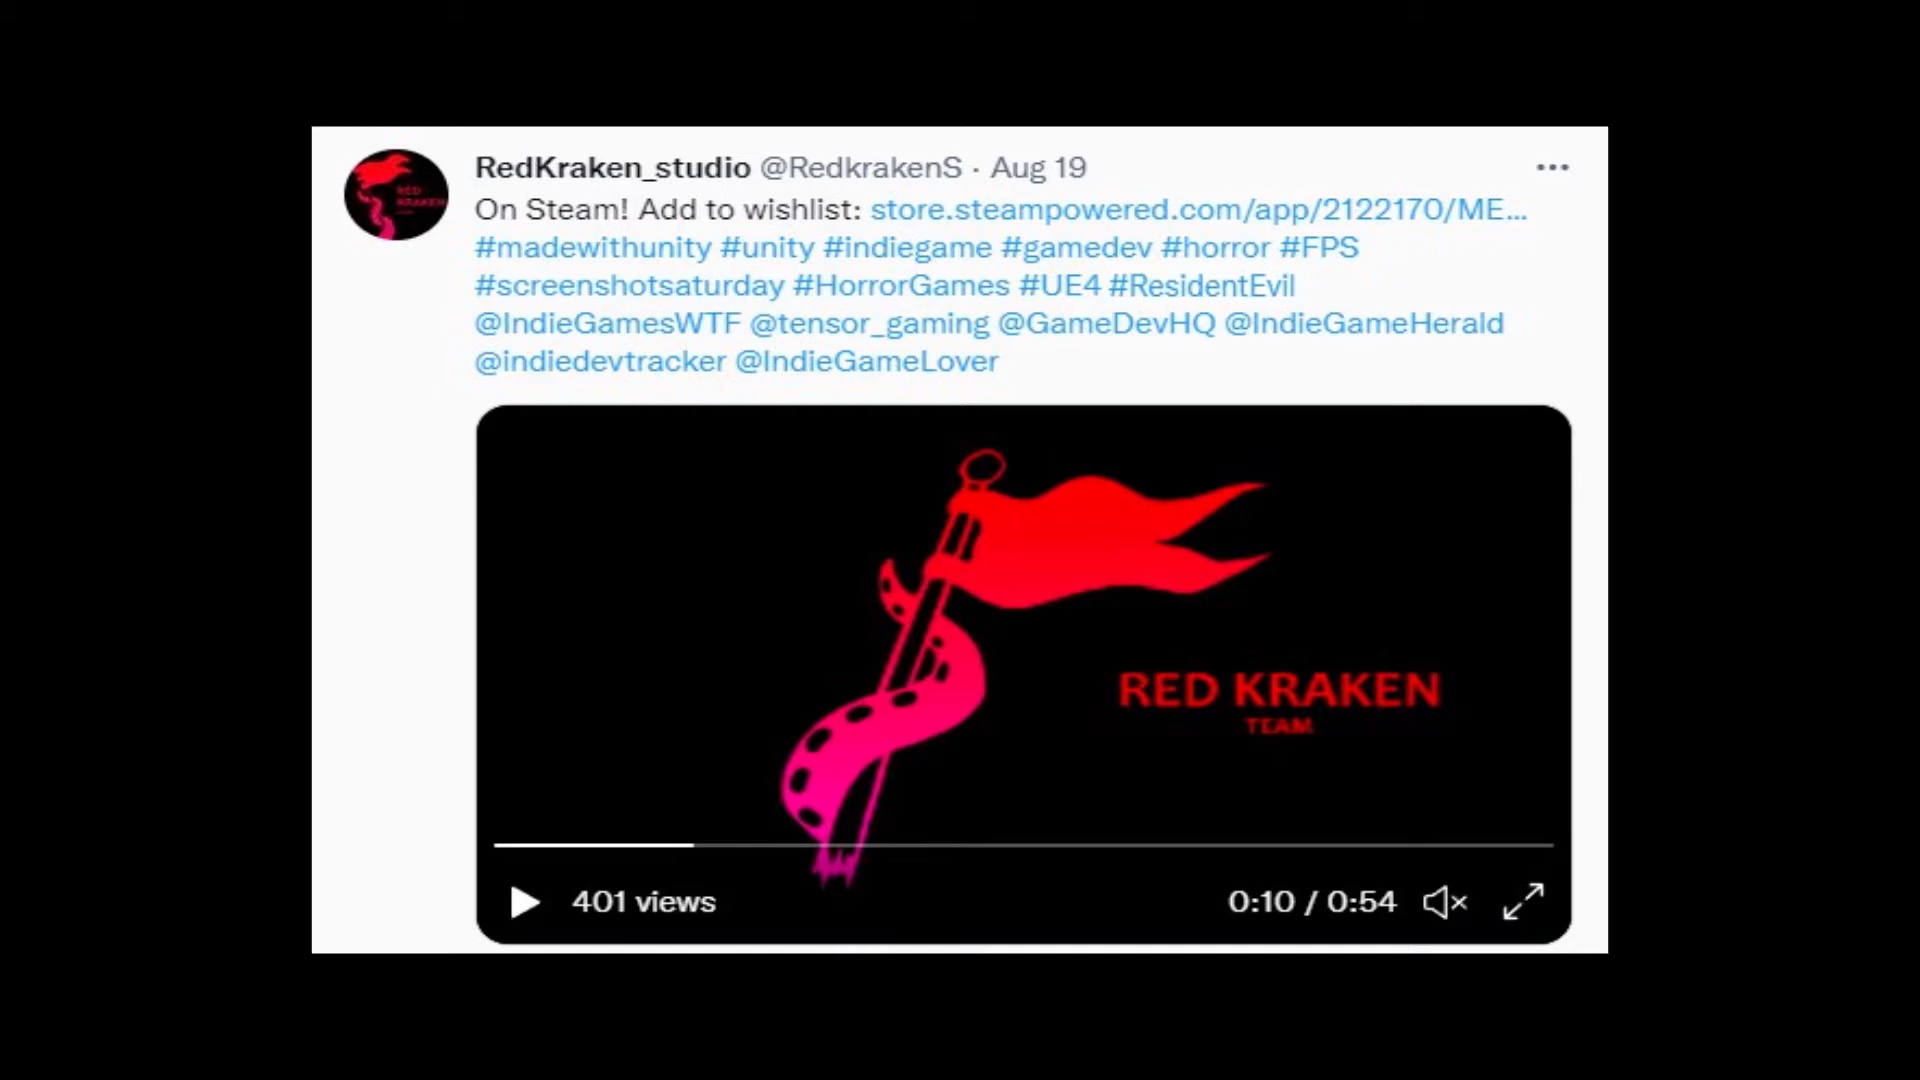 RedKraken_studio @RedkrakenS · Aug 19
On Steam! Add to wishlist: store.steampowered.com/app/2122170/ME...
#madewithunity #unity #indiegame #gamedev #horror #FPS
#screenshotsaturday #HorrorGames #UE4 #ResidentEvil
@IndieGamesWTF @tensor_gaming @GameDevHQ @IndieGameHerald
@indiedevtracker @IndieGameLover
RED
KRAKEN
RED KRAKEN
TEAM
401 views
0:10 / 0:54